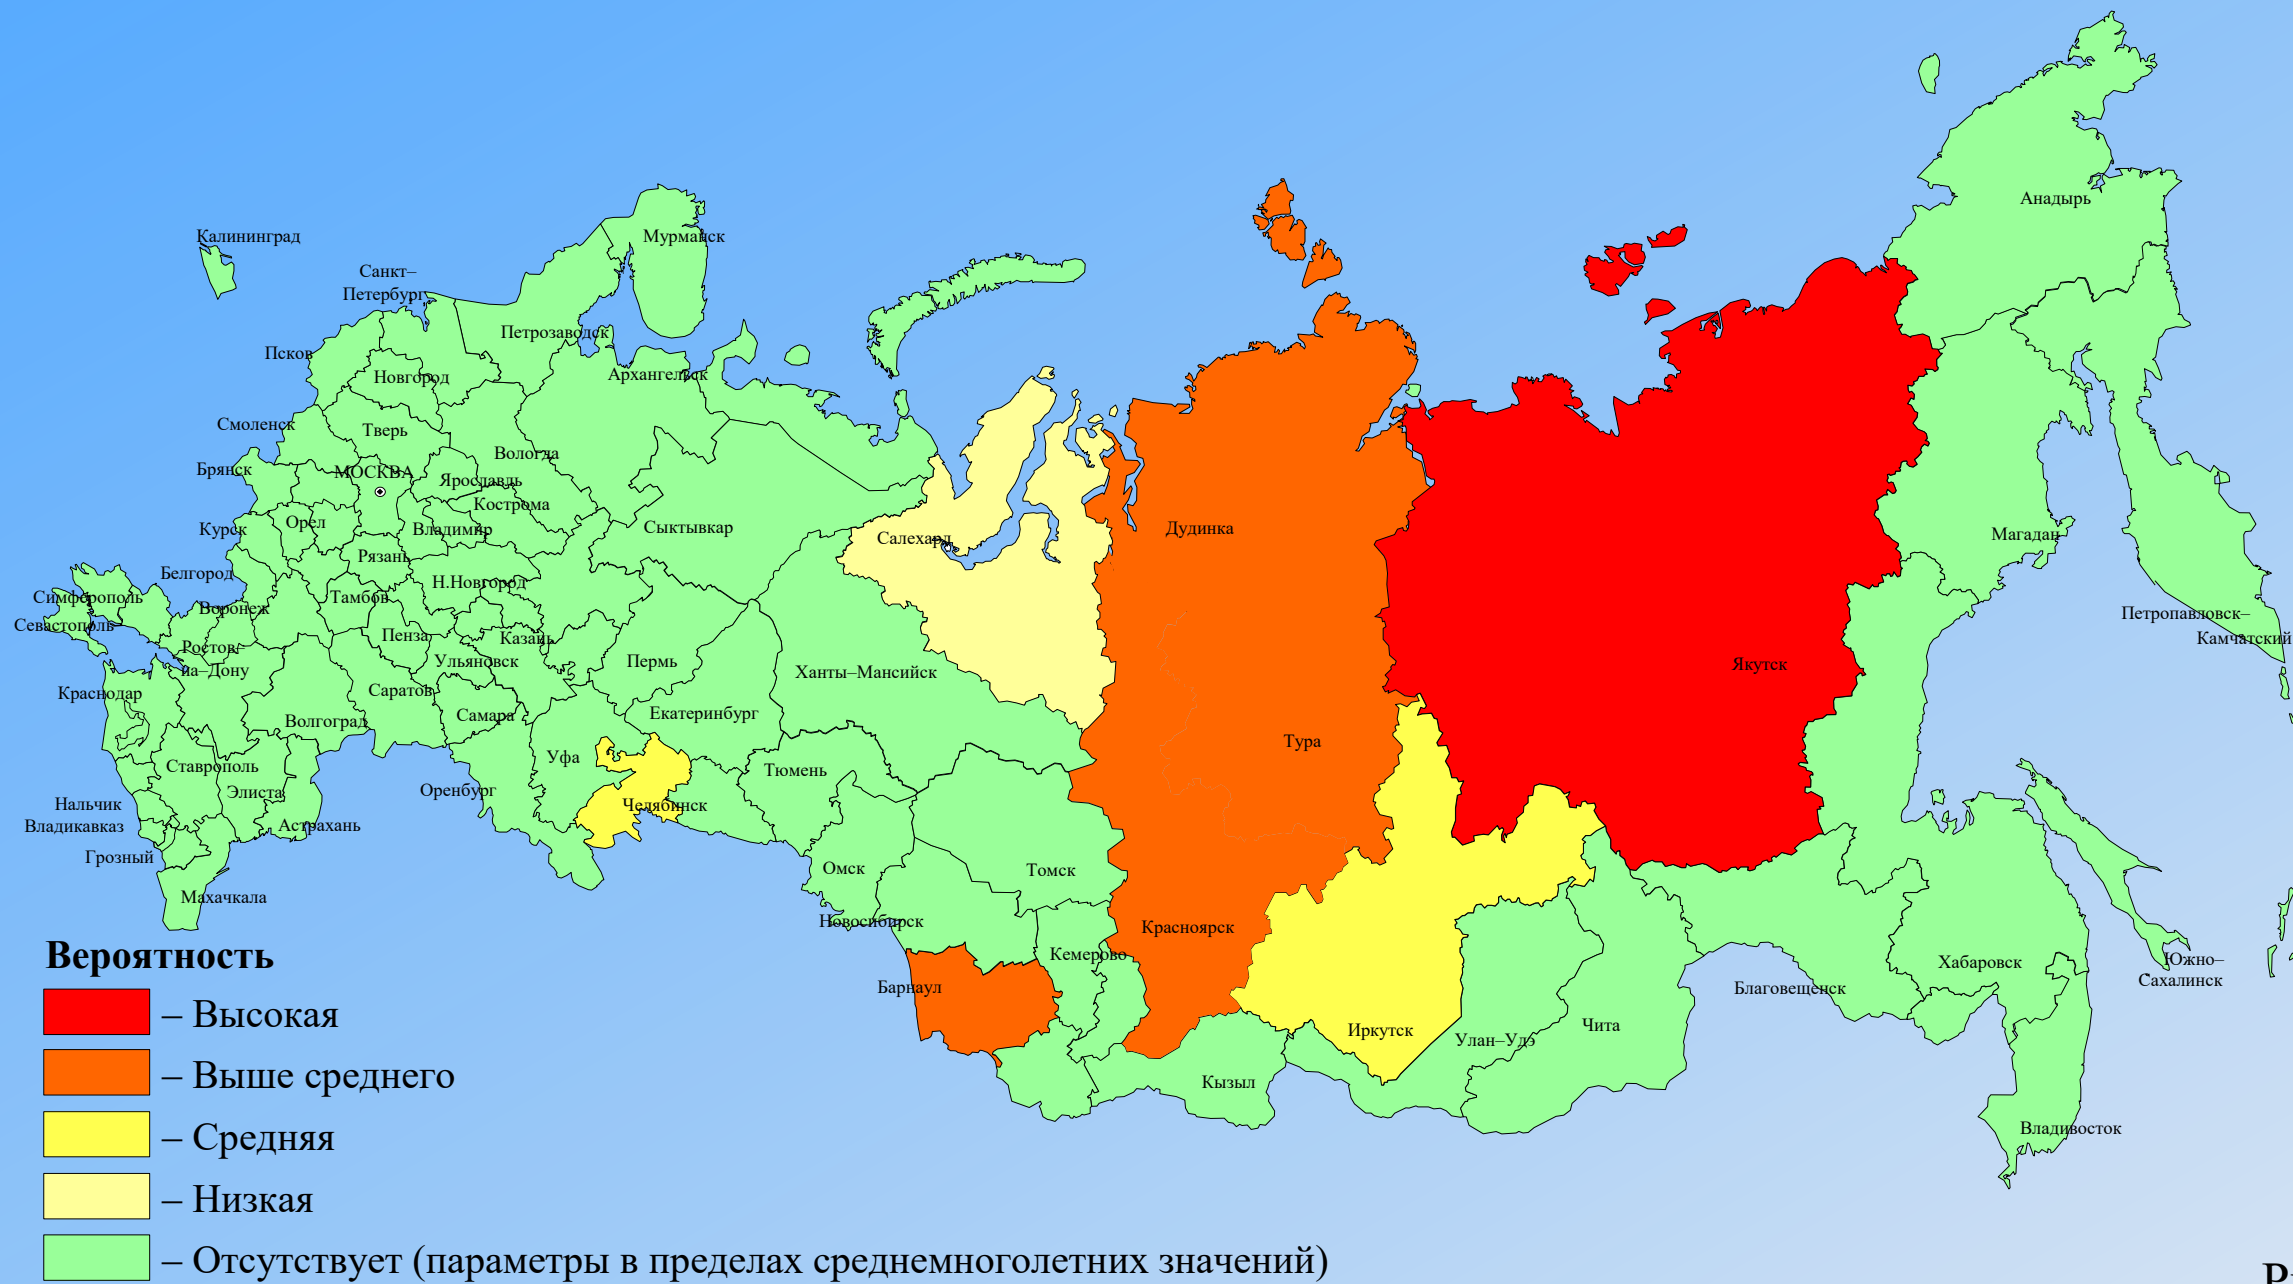 Анадырь
Калининград
Мурманск
Санкт–
Петербург
Петрозаводск
Псков
Новгород
Архангельск
Смоленск
Тверь
Вологда
Брянск
МОСКВА
Ярославль
Кострома
Курск
Орел
Владимир
Сыктывкар
Салехард
Дудинка
Магадан
Рязань
Белгород
Н.Новгород
Симферополь
Воронеж
Тамбов
Севастополь
Петропавловск–
Камчатский
Пенза
Казань
Ростов–
на–Дону
Ульяновск
Пермь
Ханты–Мансийск
Якутск
Краснодар
Саратов
Волгоград
Самара
Екатеринбург
Тура
Ставрополь
Уфа
Тюмень
Элиста
Оренбург
Челябинск
Нальчик
Владикавказ
Астрахань
Грозный
Омск
Томск
Махачкала
Новосибирск
Красноярск
Кемерово
Барнаул
Хабаровск
Южно–
Сахалинск
Благовещенск
Иркутск
Улан–Удэ
Чита
Кызыл
Владивосток
Вероятность
– Высокая
– Выше среднего
– Средняя
– Низкая
– Отсутствует (параметры в пределах среднемноголетних значений)